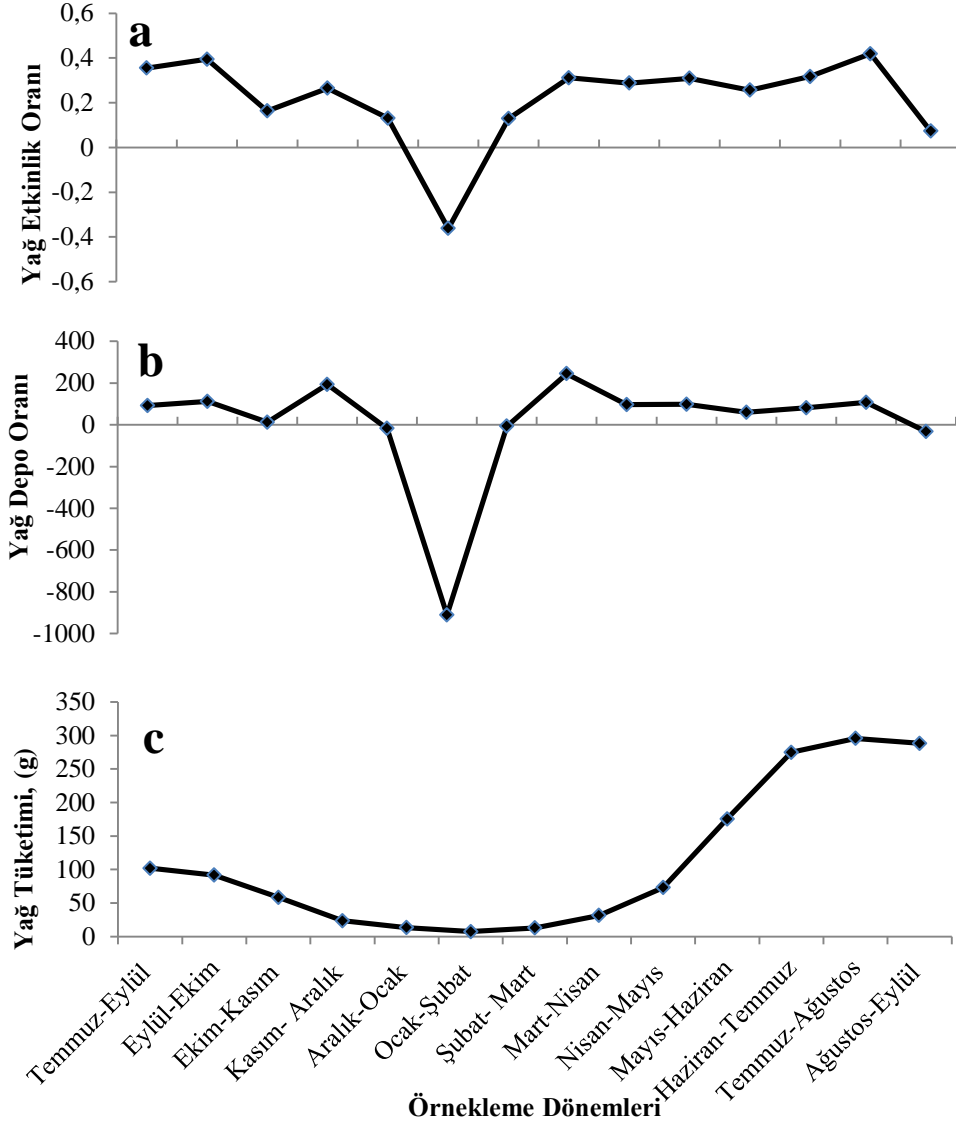 a
Yağ Etkinlik Oranı
0,6
0,4
0,2
0
-0,2
-0,4
-0,6
b
Yağ Depo Oranı
400
200
0
-200
-400
-600
-800
-1000
c
Yağ Tüketimi, (g)
350
300
250
200
150
100
50
0
Temmuz-Eylül
Eylül-Ekim
Ekim-Kasım
Kasım- Aralık
Aralık-Ocak
Ocak-Şubat
Şubat- Mart
Mart-Nisan
Nisan-Mayıs
Mayıs-Haziran
Haziran-Temmuz
Temmuz-Ağustos
Ağustos-Eylül
Örnekleme Dönemleri